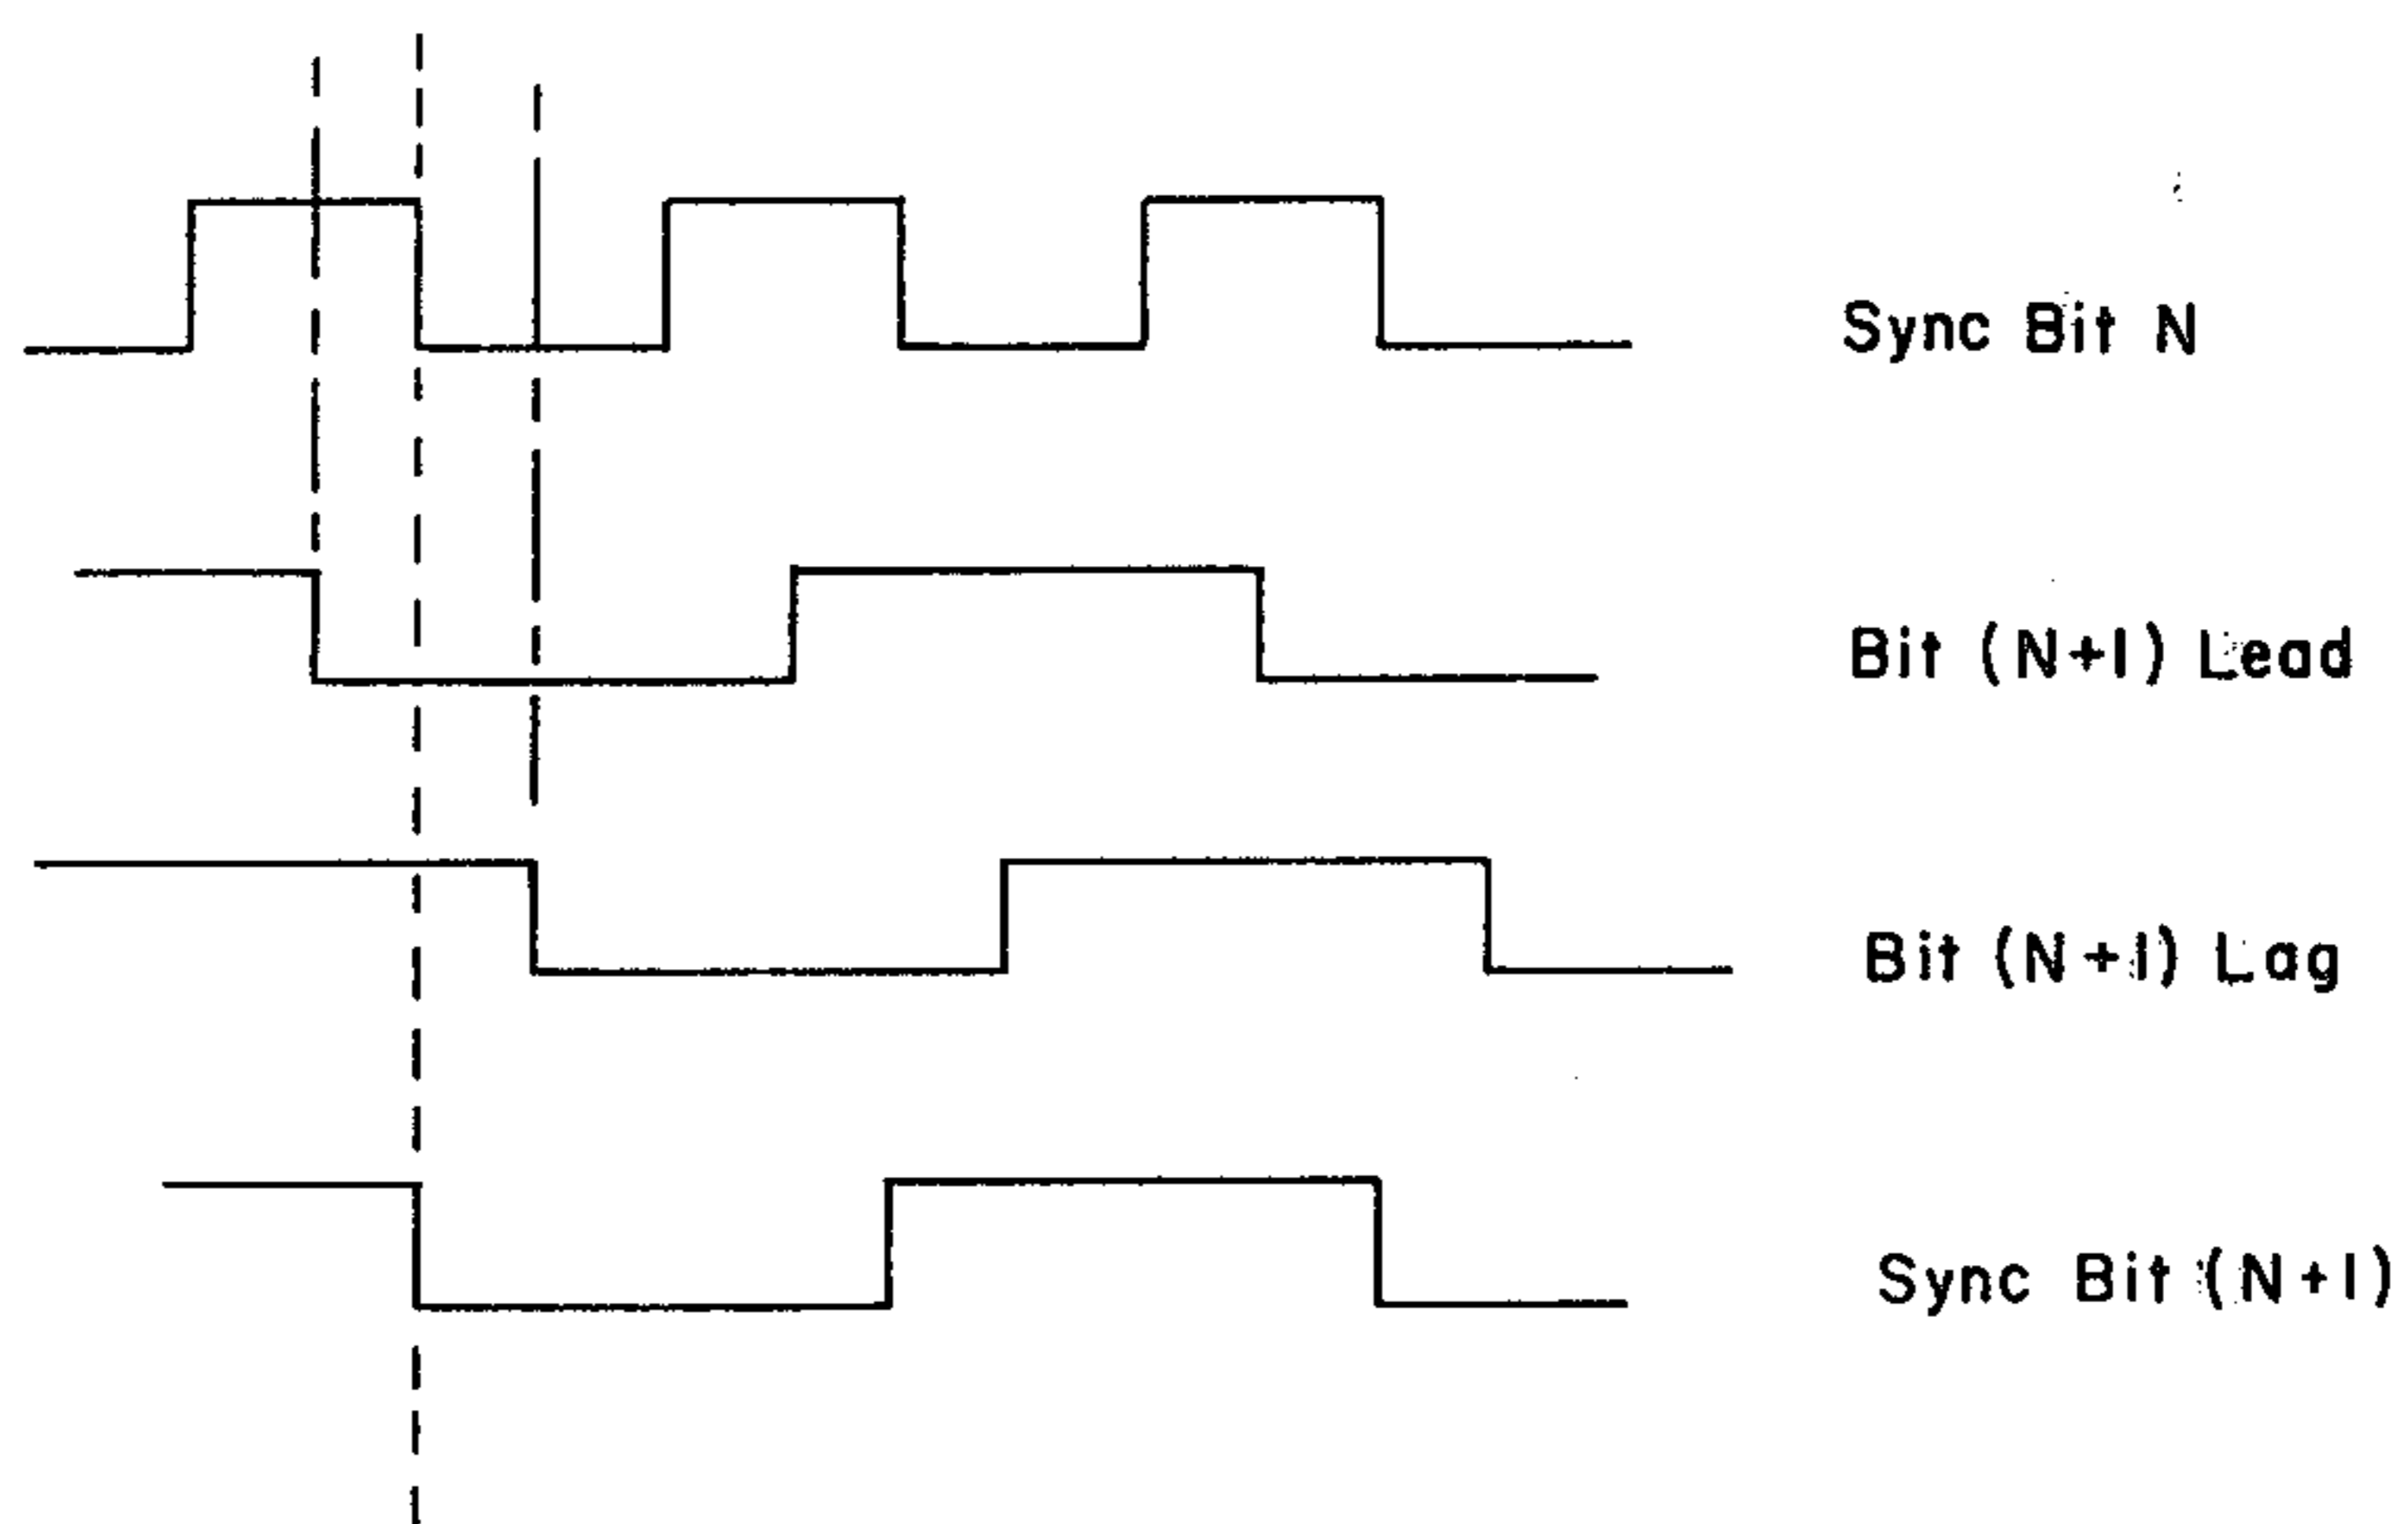 Sync Bit N
Bit (N+1) Lead
Bit (N+1) Lag
Sync Bit (N+1)